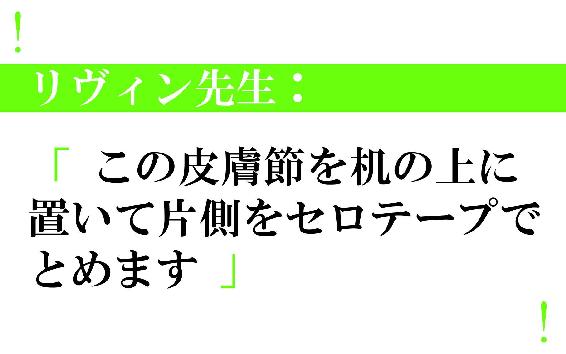 !
リヴィン先生：
「この皮膚節を机の上に
置いて片側をセロテープで
とめます」
!